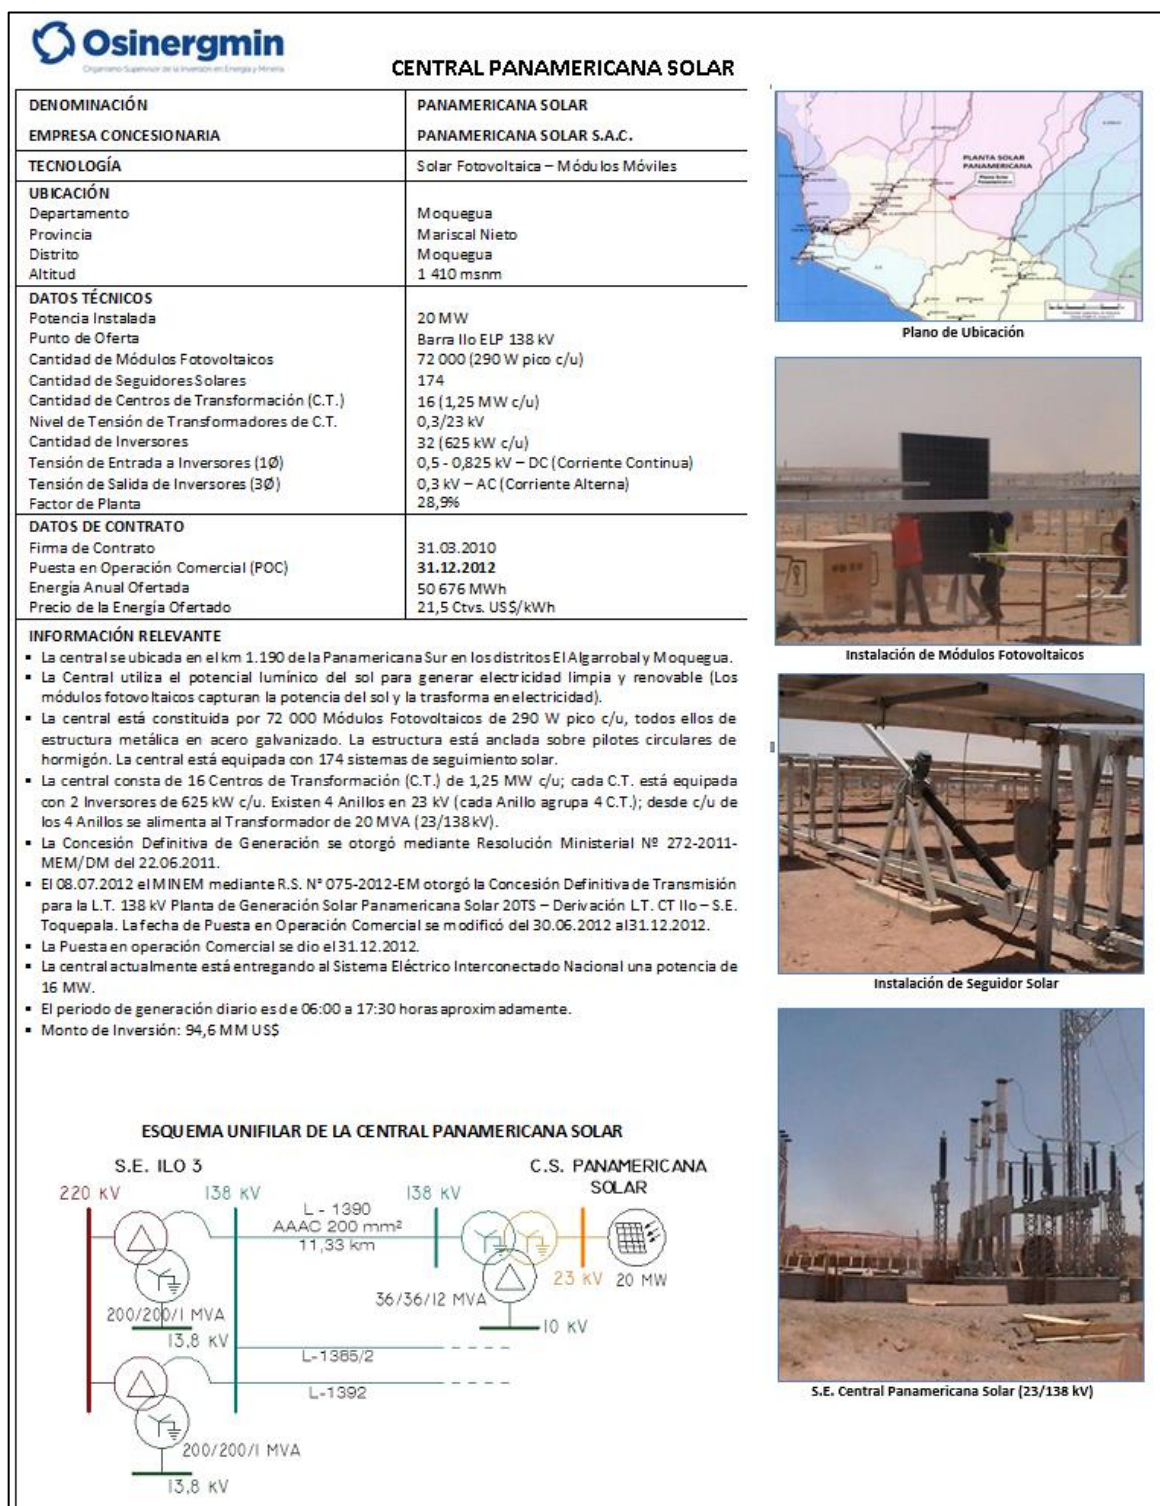 Osinergmin
Organismo Supervisor de la Inversión en Energía y Minería
CENTRAL PANAMERICANA SOLAR
DENOMINACIÓN PANAMERICANA SOLAR
EMPRESA CONCESIONARIA PANAMERICANA SOLAR S.A.C.
TECNOLOGÍA Solar Fotovoltaica – Módulos Móviles
UBICACIÓN
Departamento Moquegua
Provincia Mariscal Nieto
Distrito Moquegua
Altitud 1 410 msnm
DATOS TÉCNICOS
Potencia Instalada 20 MW
Punto de Oferta Barra Ilo ELP 138 kV
Cantidad de Módulos Fotovoltaicos 72 000 (290 W pico c/u)
Cantidad de Seguidores Solares 174
Cantidad de Centros de Transformación (C.T.) 16 (1,25 MW c/u)
Nivel de Tensión de Transformadores de C.T. 0,3/23 kV
Cantidad de Inversores 32 (625 kW c/u)
Tensión de Entrada a Inversores (1Ø) 0,5 - 0,825 kV – DC (Corriente Continua)
Tensión de Salida de Inversores (3Ø) 0,3 kV – AC (Corriente Alterna)
Factor de Planta 28,9%
DATOS DE CONTRATO
Firma de Contrato 31.03.2010
Puesta en Operación Comercial (POC) 31.12.2012
Energía Anual Ofertada 50 676 MWh
Precio de la Energía Ofertado 21,5 Ctvs. US$/kWh
INFORMACIÓN RELEVANTE
▪ La central se ubicada en el km 1.190 de la Panamericana Sur en los distritos El Algarrobal y Moquegua.
▪ La Central utiliza el potencial lumínico del sol para generar electricidad limpia y renovable (Los
módulos fotovoltaicos capturan la potencia del sol y la trasforma en electricidad).
▪ La central está constituida por 72 000 Módulos Fotovoltaicos de 290 W pico c/u, todos ellos de
estructura metálica en acero galvanizado. La estructura está anclada sobre pilotes circulares de
hormigón. La central está equipada con 174 sistemas de seguimiento solar.
▪ La central consta de 16 Centros de Transformación (C.T.) de 1,25 MW c/u; cada C.T. está equipada
con 2 Inversores de 625 kW c/u. Existen 4 Anillos en 23 kV (cada Anillo agrupa 4 C.T.); desde c/u de
los 4 Anillos se alimenta al Transformador de 20 MVA (23/138 kV).
▪ La Concesión Definitiva de Generación se otorgó mediante Resolución Ministerial Nº 272-2011-
MEM/DM del 22.06.2011.
▪ El 08.07.2012 el MINEM mediante R.S. N° 075-2012-EM otorgó la Concesión Definitiva de Transmisión
para la L.T. 138 kV Planta de Generación Solar Panamericana Solar 20TS – Derivación L.T. CT Ilo – S.E.
Toquepala. La fecha de Puesta en Operación Comercial se modificó del 30.06.2012 al 31.12.2012.
▪ La Puesta en operación Comercial se dio el 31.12.2012.
▪ La central actualmente está entregando al Sistema Eléctrico Interconectado Nacional una potencia de
16 MW.
▪ El periodo de generación diario es de 06:00 a 17:30 horas aproximadamente.
▪ Monto de Inversión: 94,6 MM US$
PLANTA SOLAR
PANAMERICANA
Planta Solar
Panamericana
Plano de Ubicación
Instalación de Módulos Fotovoltaicos
Instalación de Seguidor Solar
S.E. Central Panamericana Solar (23/138 kV)
ESQUEMA UNIFILAR DE LA CENTRAL PANAMERICANA SOLAR
S.E. ILO 3 C.S. PANAMERICANA
SOLAR
220 KV 138 KV 138 KV
L - 1390
AAAC 200 mm²
11,33 km
23 KV 20 MW
36/36/12 MVA
200/200/1 MVA
10 KV
13,8 KV
L-1385/2
L-1392
200/200/1 MVA
13,8 KV